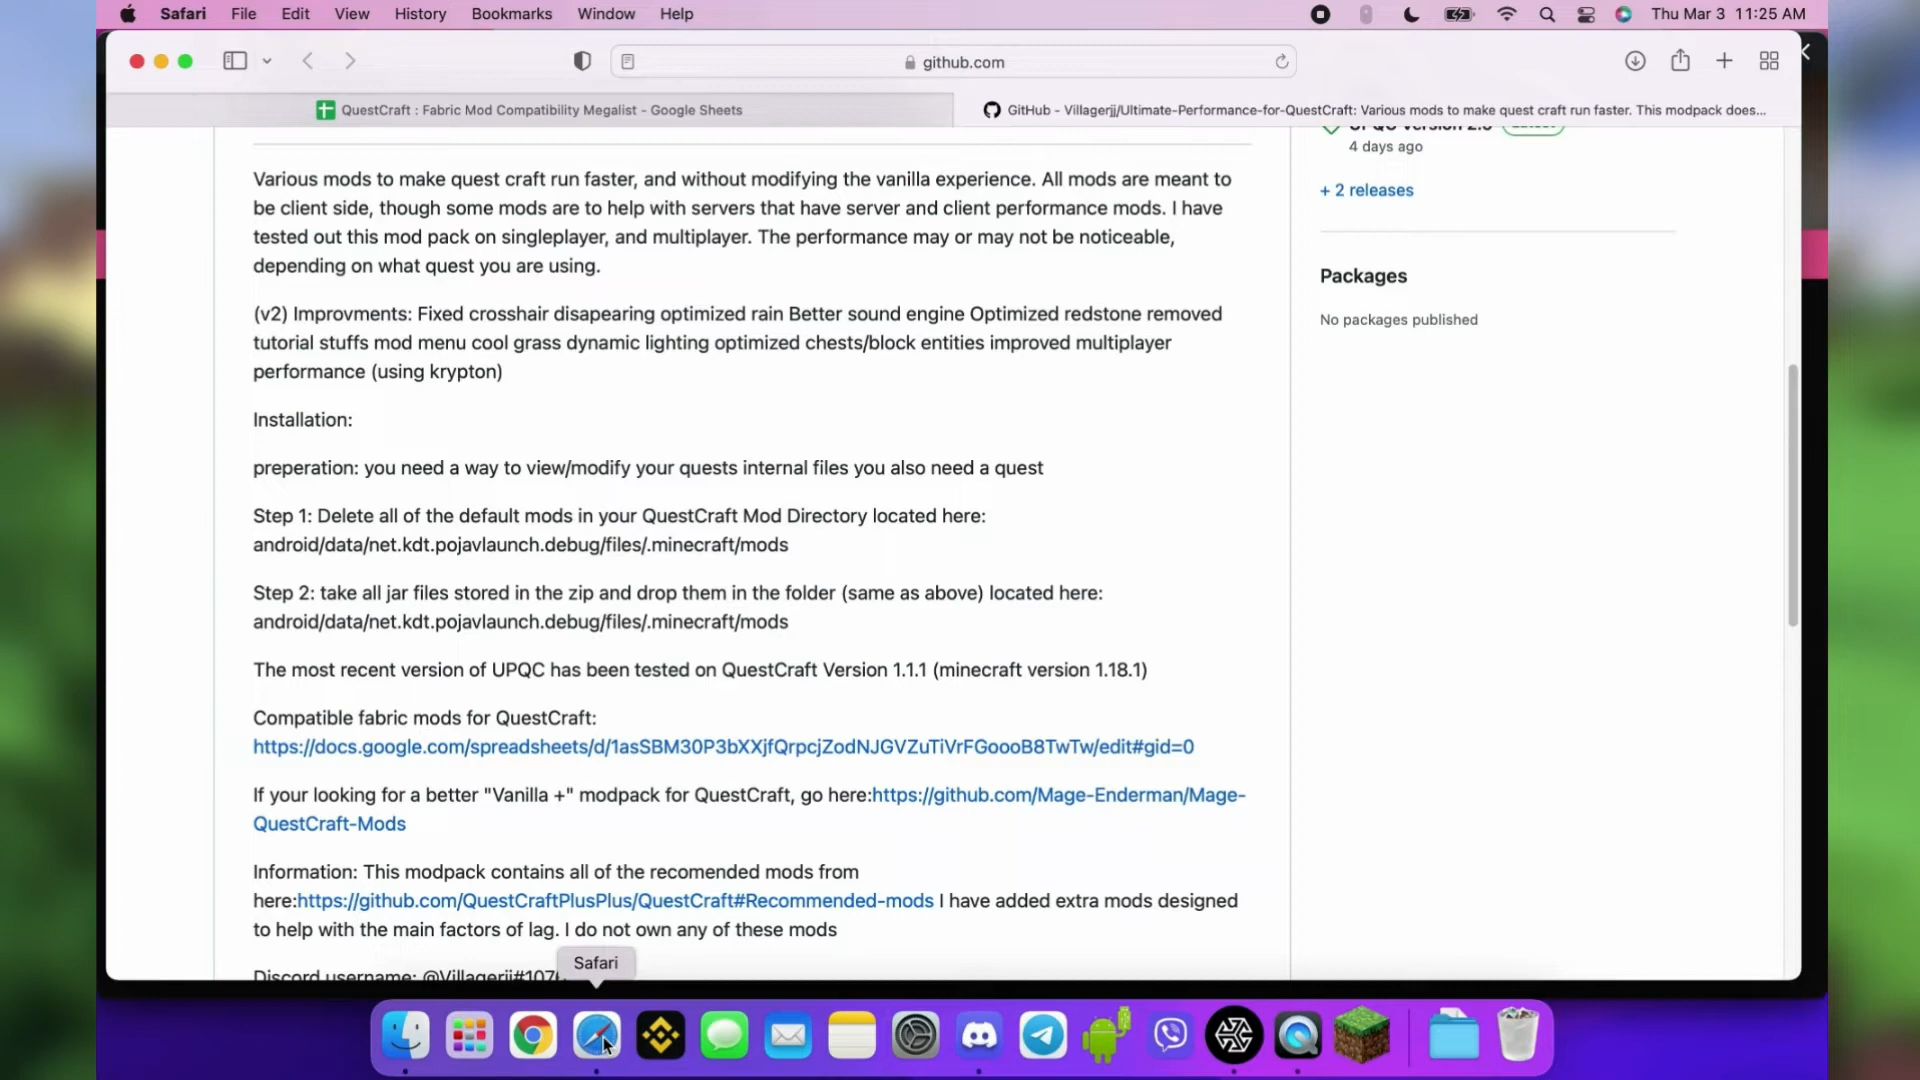 Safari File Edit View History Bookmarks Window Help
Thu Mar 3 11:25 AM
github.com
QuestCraft : Fabric Mod Compatibility Megalist - Google Sheets
GitHub - Villagerjj/Ultimate-Performance-for-QuestCraft: Various mods to make quest craft run faster. This modpack does...
UPQC Version 2.0 Latest
4 days ago
+ 2 releases
Packages
No packages published
Various mods to make quest craft run faster, and without modifying the vanilla experience. All mods are meant to
be client side, though some mods are to help with servers that have server and client performance mods. I have
tested out this mod pack on singleplayer, and multiplayer. The performance may or may not be noticeable,
depending on what quest you are using.
(v2) Improvments: Fixed crosshair disapearing optimized rain Better sound engine Optimized redstone removed
tutorial stuffs mod menu cool grass dynamic lighting optimized chests/block entities improved multiplayer
performance (using krypton)
Installation:
preperation: you need a way to view/modify your quests internal files you also need a quest
Step 1: Delete all of the default mods in your QuestCraft Mod Directory located here:
android/data/net.kdt.pojavlaunch.debug/files/.minecraft/mods
Step 2: take all jar files stored in the zip and drop them in the folder (same as above) located here:
android/data/net.kdt.pojavlaunch.debug/files/.minecraft/mods
The most recent version of UPQC has been tested on QuestCraft Version 1.1.1 (minecraft version 1.18.1)
Compatible fabric mods for QuestCraft:
https://docs.google.com/spreadsheets/d/1asSBM30P3bXXjfQrpcjZodNJGVZuTiVrFGoooB8TwTw/edit#gid=0
If your looking for a better "Vanilla +" modpack for QuestCraft, go here:https://github.com/Mage-Enderman/Mage-
QuestCraft-Mods
Information: This modpack contains all of the recomended mods from
here:https://github.com/QuestCraftPlusPlus/QuestCraft#Recommended-mods I have added extra mods designed
to help with the main factors of lag. I do not own any of these mods
Discord username: @Villagerjj#107
Safari